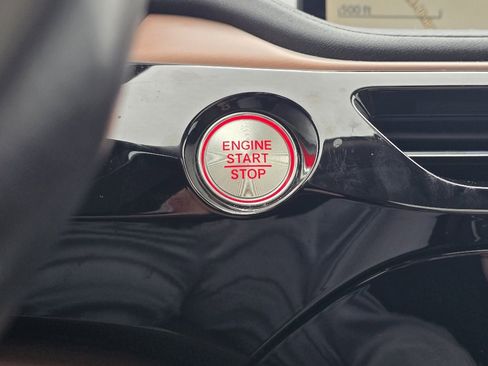 500 ft
ENGINE
START
STOP